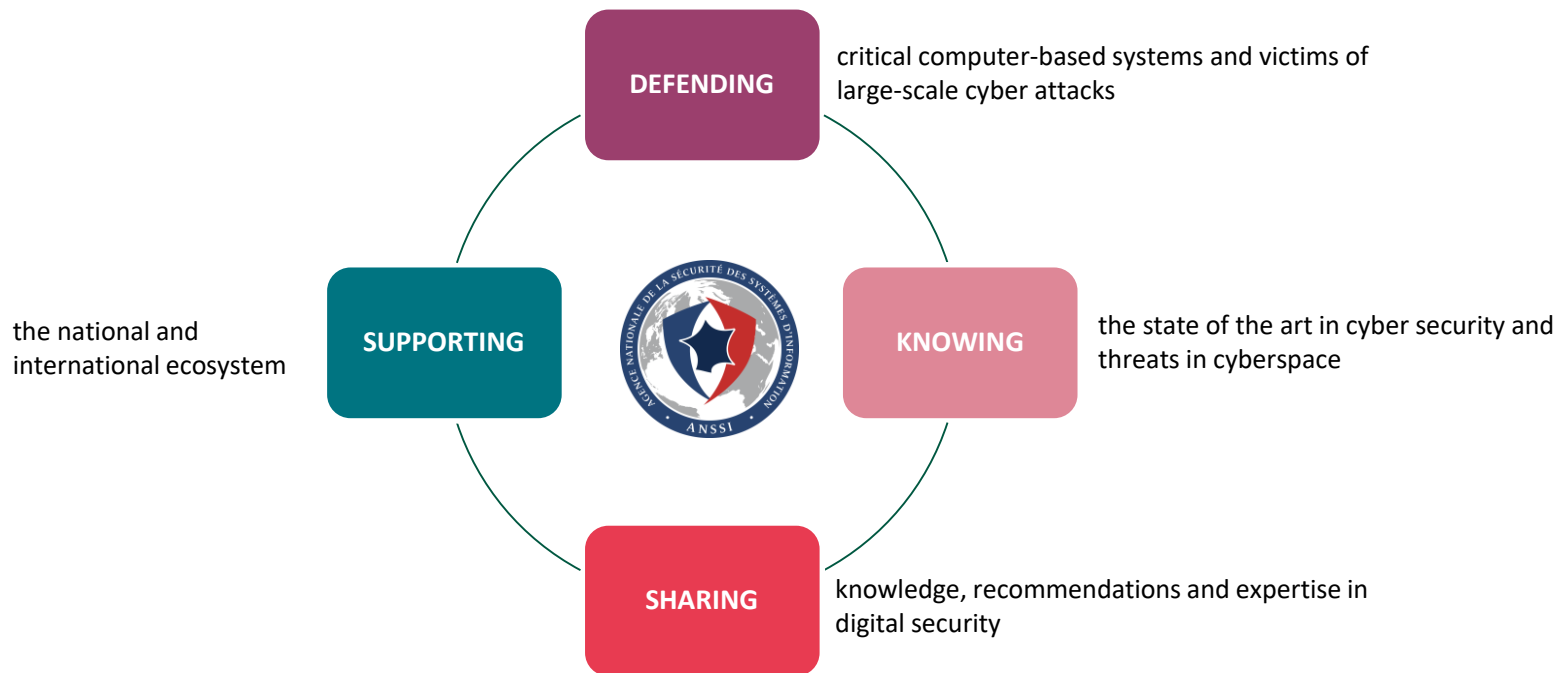 DEFENDING
critical computer-based systems and victims of
large-scale cyber attacks
KNOWING
the state of the art in cyber security and
threats in cyberspace
SHARING
knowledge, recommendations and expertise in
digital security
SUPPORTING
the national and
international ecosystem
AGENCE NATIONALE DE LA SÉCURITÉ DES SYSTÈMES D'INFORMATION
ANSSI